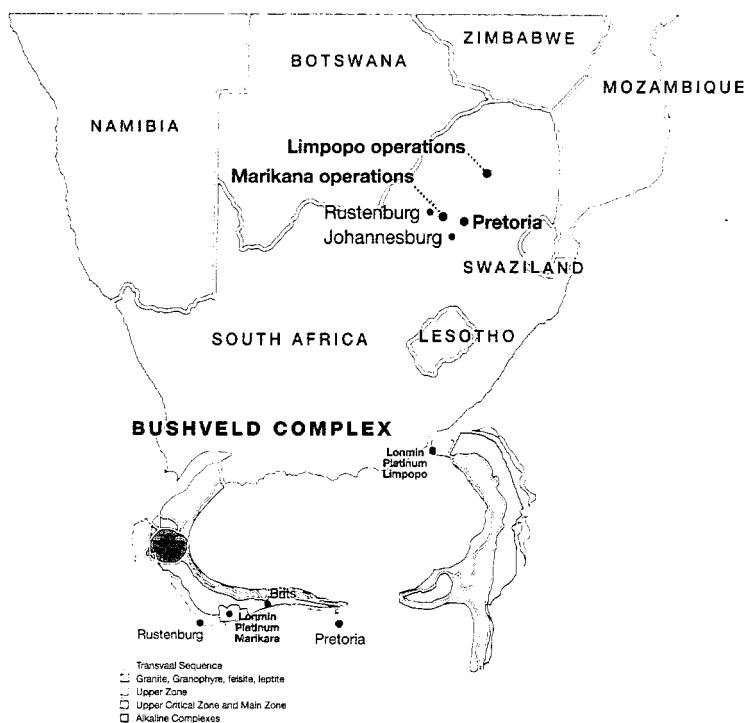 ZIMBABWE
BOTSWANA
MOZAMBIQUE
NAMIBIA
Limpopo operations
Marikana operations
Rustenburg
Pretoria
Johannesburg
SWAZILAND
SOUTH AFRICA
LESOTHO
BUSHVELD COMPLEX
Lonmin
Platinum
Limpopo
Brits
Lonmin
Platinum
Marikana
Rustenburg
Pretoria
Transvaal Sequence
Granite, Granophyre, felsite, leptite
Upper Zone
Upper Critical Zone and Main Zone
Alkaline Complexes